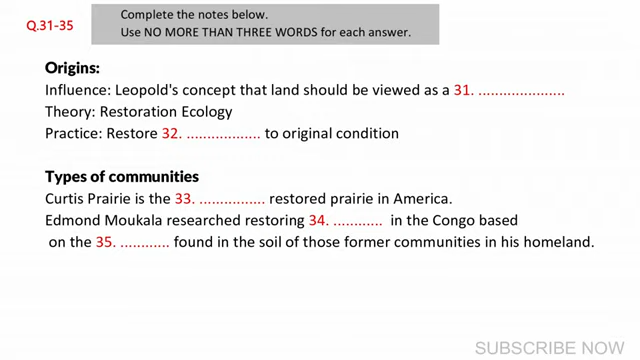 Q.31-35
Complete the notes below.
Use NO MORE THAN THREE WORDS for each answer.
Origins:
Influence: Leopold's concept that land should be viewed as a 31. .....................
Theory: Restoration Ecology
Practice: Restore 32. .................. to original condition
Types of communities
Curtis Prairie is the 33. ................ restored prairie in America.
Edmond Moukala researched restoring 34. ............ in the Congo based
on the 35. ............ found in the soil of those former communities in his homeland.
SUBSCRIBE NOW